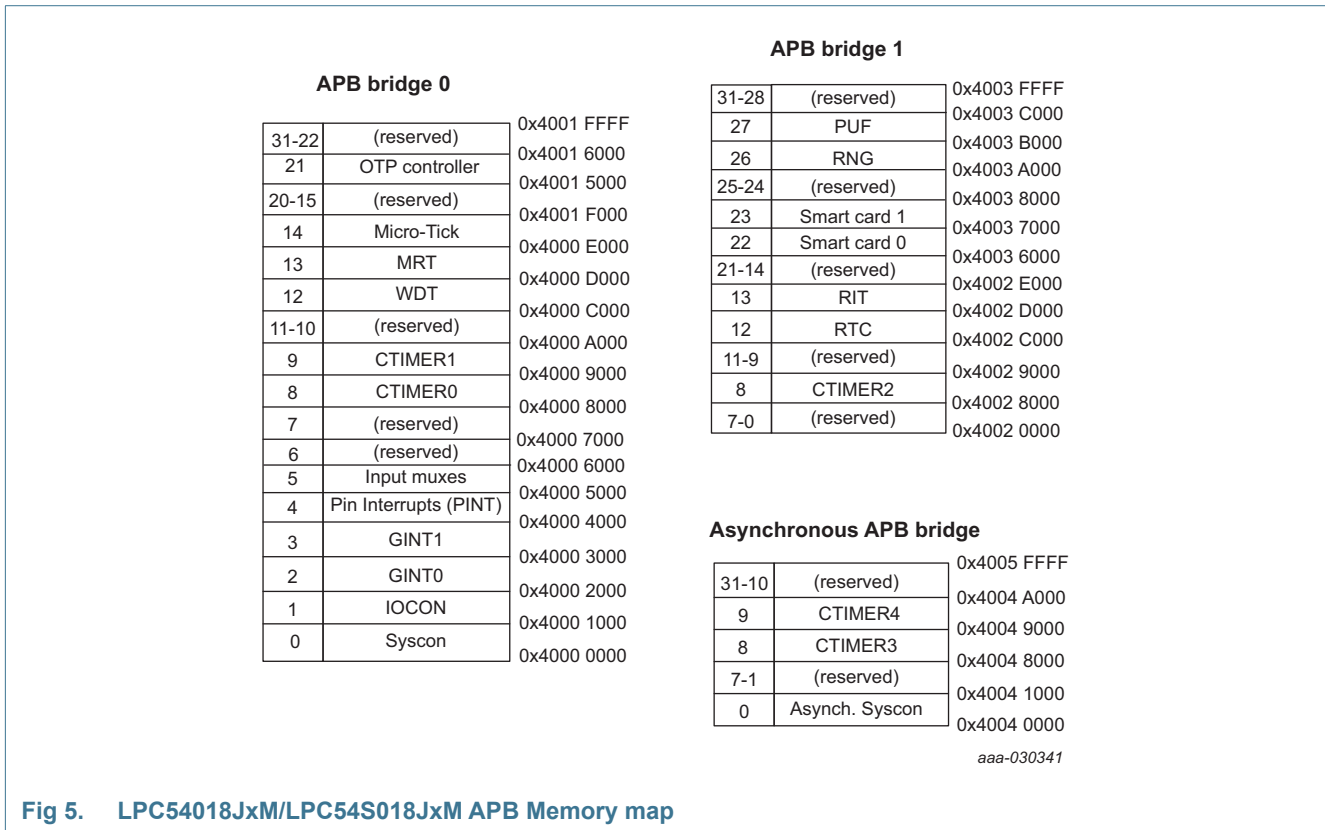 APB bridge 0
0x4001 FFFF
31-22 (reserved)
0x4001 6000
21 OTP controller
0x4001 5000
20-15 (reserved)
0x4001 F000
14 Micro-Tick
0x4000 E000
13 MRT
0x4000 D000
12 WDT
0x4000 C000
11-10 (reserved)
0x4000 A000
9 CTIMER1
0x4000 9000
8 CTIMER0
0x4000 8000
7 (reserved)
0x4000 7000
6 (reserved)
0x4000 6000
5 Input muxes
0x4000 5000
4 Pin Interrupts (PINT)
0x4000 4000
3 GINT1
0x4000 3000
2 GINT0
0x4000 2000
1 IOCON
0x4000 1000
0 Syscon
0x4000 0000
APB bridge 1
0x4003 FFFF
31-28 (reserved)
0x4003 C000
27 PUF
0x4003 B000
26 RNG
0x4003 A000
25-24 (reserved)
0x4003 8000
23 Smart card 1
0x4003 7000
22 Smart card 0
0x4003 6000
21-14 (reserved)
0x4002 E000
13 RIT
0x4002 D000
12 RTC
0x4002 C000
11-9 (reserved)
0x4002 9000
8 CTIMER2
0x4002 8000
7-0 (reserved)
0x4002 0000
Asynchronous APB bridge
0x4005 FFFF
31-10 (reserved)
0x4004 A000
9 CTIMER4
0x4004 9000
8 CTIMER3
0x4004 8000
7-1 (reserved)
0x4004 1000
0 Asynch. Syscon
0x4004 0000
aaa-030341
Fig 5. LPC54018JxM/LPC54S018JxM APB Memory map